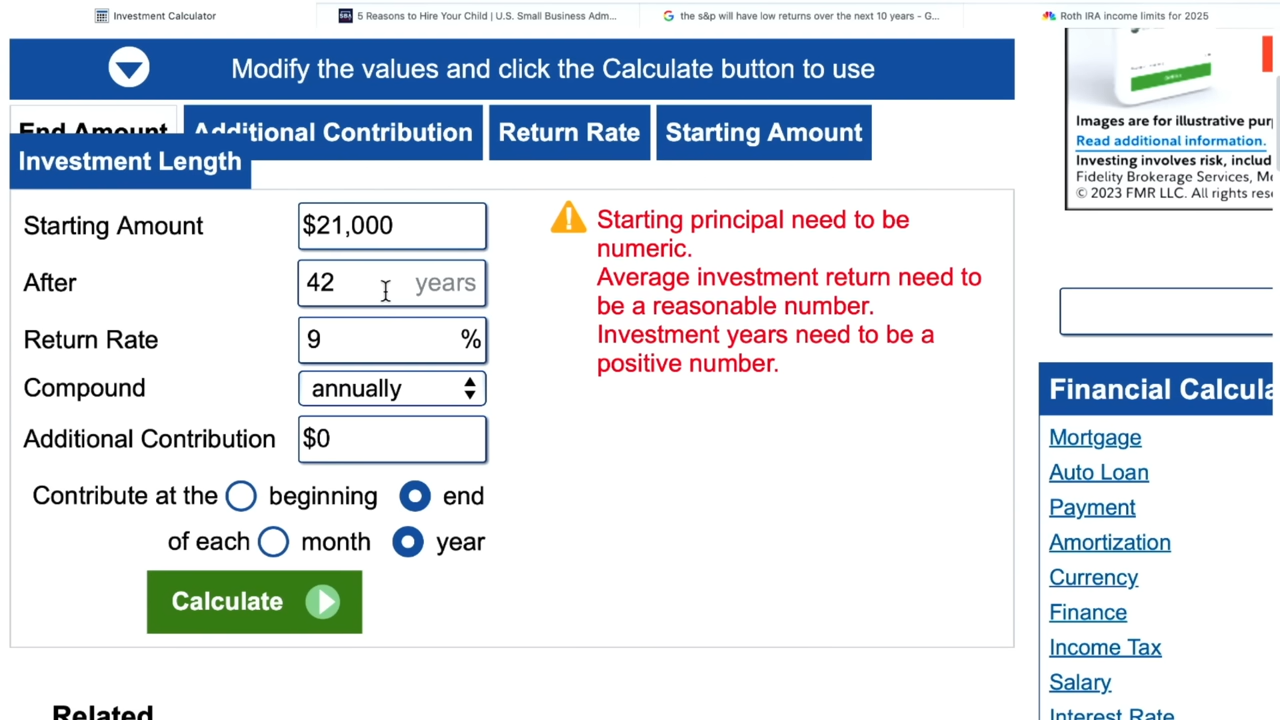 Investment Calculator
5 Reasons to Hire Your Child | U.S. Small Business Adm...
the s&p will have low returns over the next 10 years - G...
Roth IRA income limits for 2025
Modify the values and click the Calculate button to use
End Amount
Additional Contribution
Return Rate
Starting Amount
Investment Length
Starting Amount
$21,000
After
42
years
Return Rate
9
%
Compound
annually
Additional Contribution
$0
Contribute at the
beginning
end
of each
month
year
Calculate
Starting principal need to be
numeric.
Average investment return need to
be a reasonable number.
Investment years need to be a
positive number.
Images are for illustrative pur
Read additional information.
Investing involves risk, includ
Fidelity Brokerage Services, Me
© 2023 FMR LLC. All rights rese
Financial Calcula
Mortgage
Auto Loan
Payment
Amortization
Currency
Finance
Income Tax
Salary
Interest Rate
Related